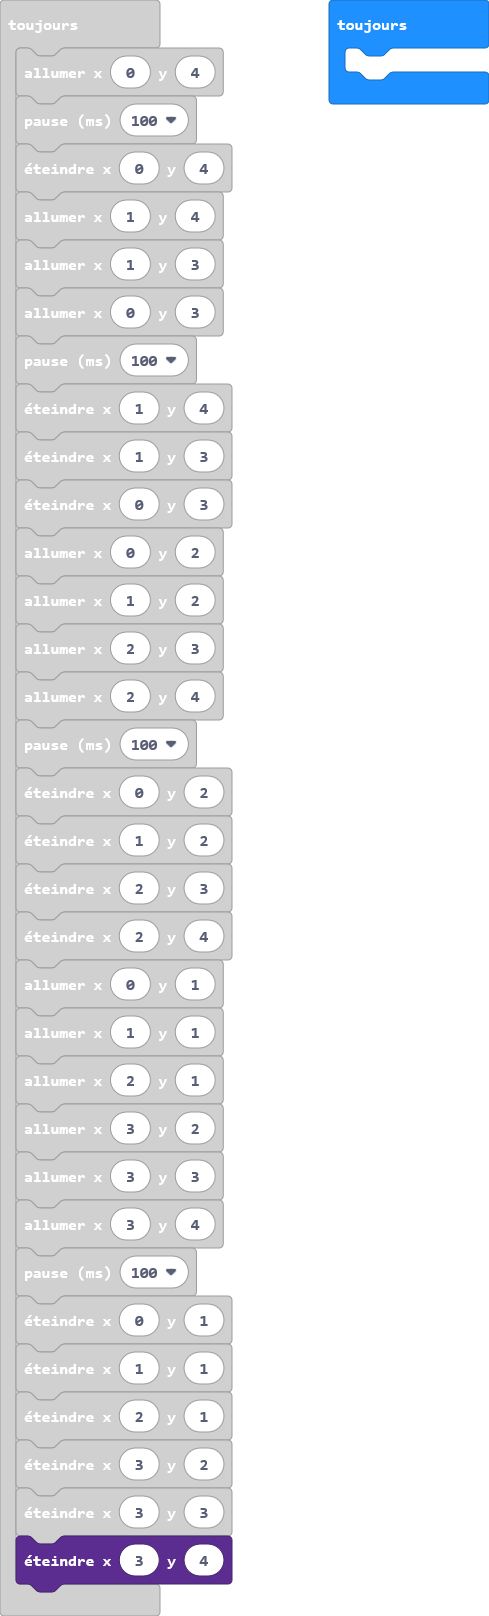 toujours
allumer x 0 y 4
pause (ms) 100
éteindre x 0 y 4
allumer x 1 y 4
allumer x 1 y 3
allumer x 0 y 3
pause (ms) 100
éteindre x 1 y 4
éteindre x 1 y 3
éteindre x 0 y 3
allumer x 0 y 2
allumer x 1 y 2
allumer x 2 y 3
allumer x 2 y 4
pause (ms) 100
éteindre x 0 y 2
éteindre x 1 y 2
éteindre x 2 y 3
éteindre x 2 y 4
allumer x 0 y 1
allumer x 1 y 1
allumer x 2 y 1
allumer x 3 y 2
allumer x 3 y 3
allumer x 3 y 4
pause (ms) 100
éteindre x 0 y 1
éteindre x 1 y 1
éteindre x 2 y 1
éteindre x 3 y 2
éteindre x 3 y 3
éteindre x 3 y 4
toujours